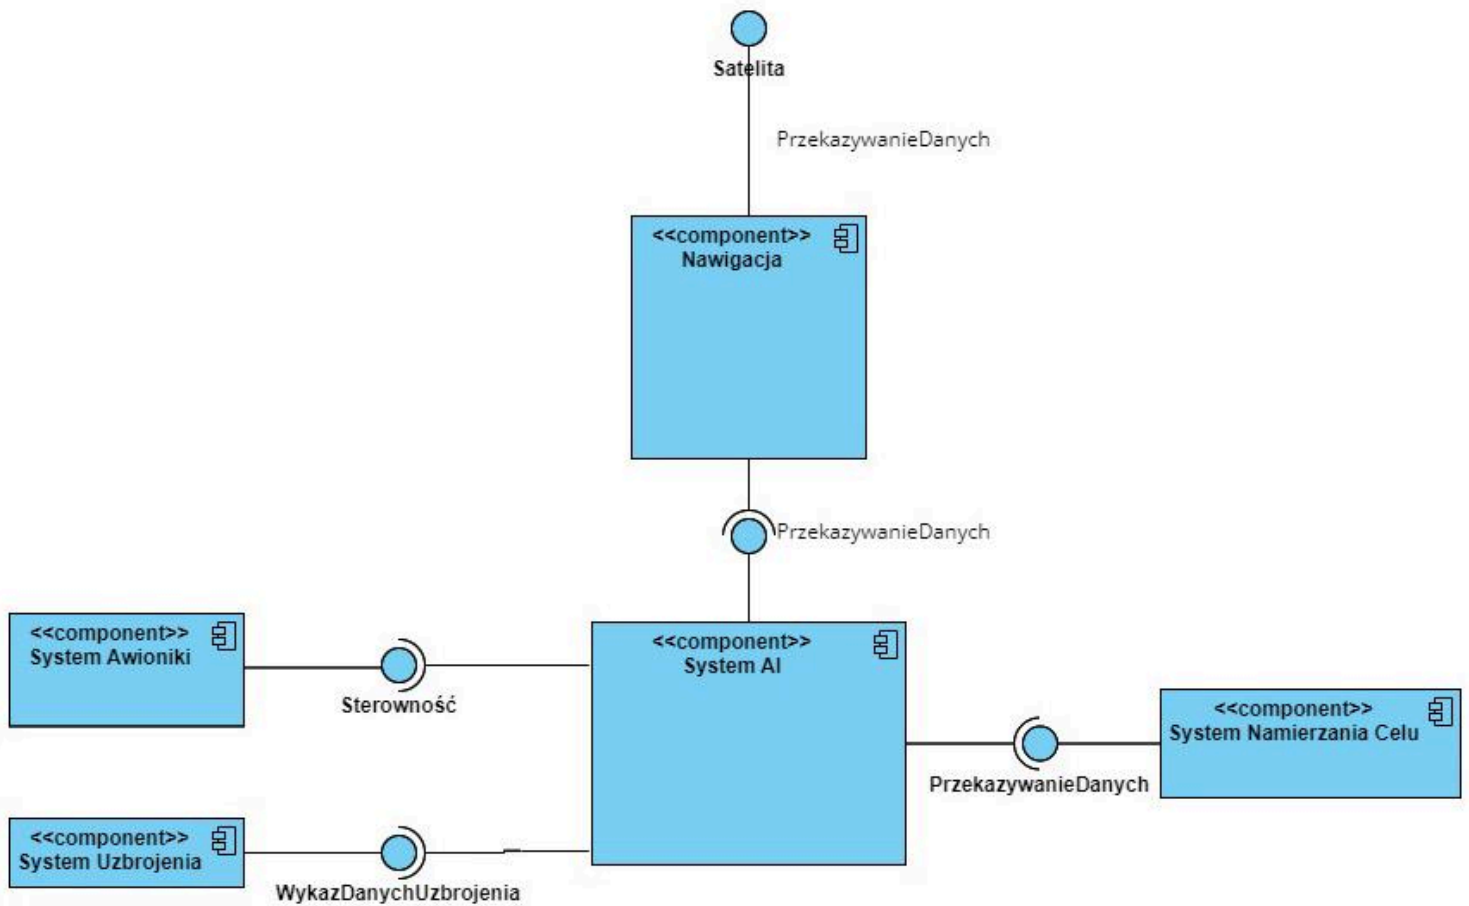 Satelita
PrzekazywanieDanych
<<component>>
Nawigacja
PrzekazywanieDanych
<<component>>
System Awioniki
Sterowność
<<component>>
System AI
<<component>>
System Namierzania Celu
PrzekazywanieDanych
<<component>>
System Uzbrojenia
WykazDanychUzbrojenia